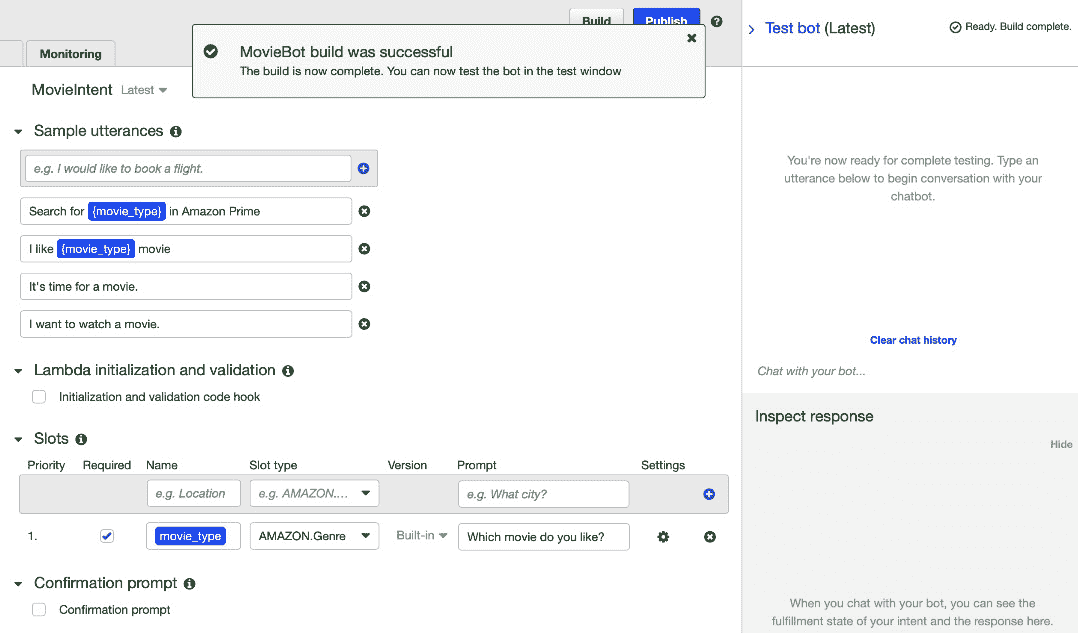 Build
Publish
MovieBot build was successful
The build is now complete. You can now test the bot in the test window
Monitoring
MovieIntent Latest
Sample utterances
e.g. I would like to book a flight.
Search for {movie_type} in Amazon Prime
I like {movie_type} movie
It's time for a movie.
I want to watch a movie.
Lambda initialization and validation
Initialization and validation code hook
Slots
Priority Required Name Slot type Version Prompt Settings
e.g. Location e.g. AMAZON.... e.g. What city?
1. movie_type AMAZON.Genre Built-in Which movie do you like?
Confirmation prompt
Confirmation prompt
Test bot (Latest)
Ready. Build complete.
You're now ready for complete testing. Type an
utterance below to begin conversation with your
chatbot.
Clear chat history
Chat with your bot...
Inspect response
Hide
When you chat with your bot, you can see the
fulfillment state of your intent and the response here.